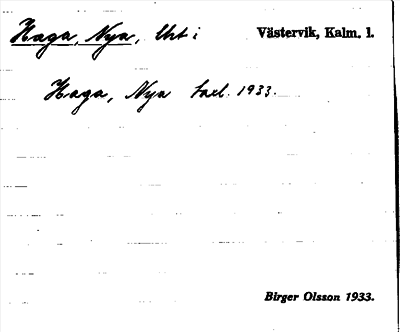 Haga, Nya, Uht i Västervik, Kalm. l.
Haga, Nya taxl. 1933.
Birger Olsson 1933.